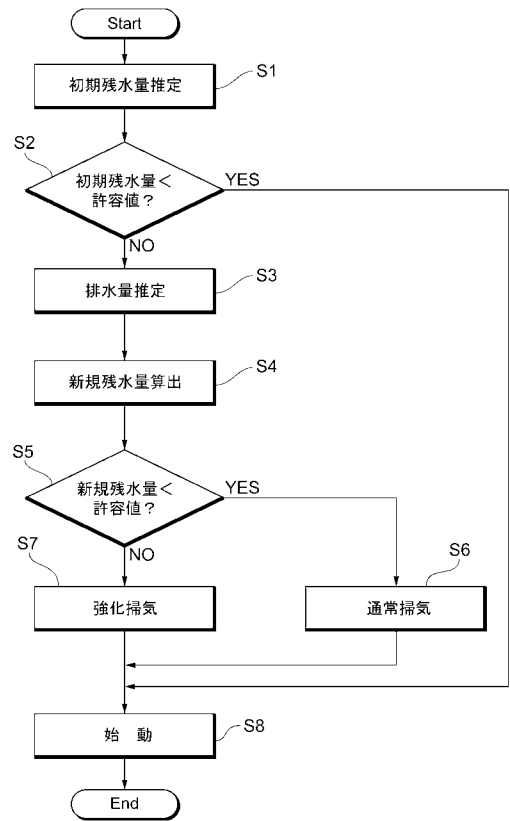 Start
初期残水量推定
S1
S2
初期残水量<
許容値？
YES
NO
排水量推定
S3
新規残水量算出
S4
S5
新規残水量<
許容値？
YES
NO
S7
強化掃気
S6
通常掃気
始　動
S8
End